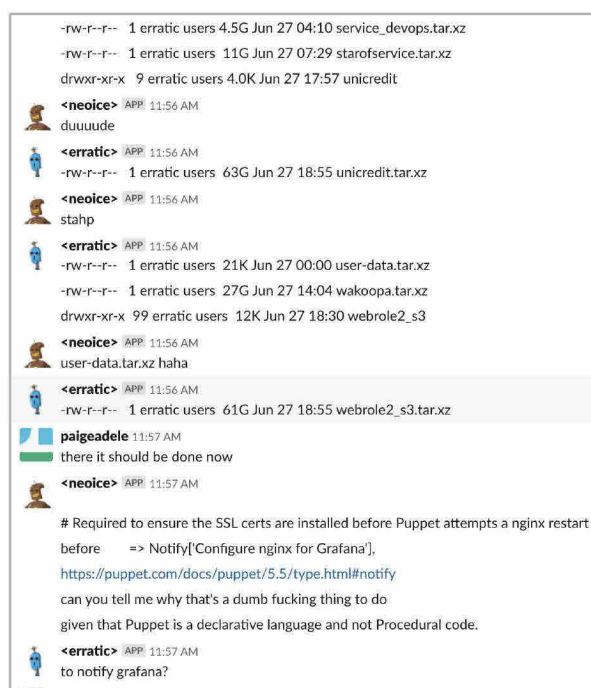 -rw-r--r-- 1 erratic users 4.5G Jun 27 04:10 service_devops.tar.xz
-rw-r--r-- 1 erratic users 11G Jun 27 07:29 starofservice.tar.xz
drwxr-xr-x 9 erratic users 4.0K Jun 27 17:57 unicredit
<neoice> APP 11:56 AM
duuuude
<erratic> APP 11:56 AM
-rw-r--r-- 1 erratic users 63G Jun 27 18:55 unicredit.tar.xz
<neoice> APP 11:56 AM
stahp
<erratic> APP 11:56 AM
-rw-r--r-- 1 erratic users 21K Jun 27 00:00 user-data.tar.xz
-rw-r--r-- 1 erratic users 27G Jun 27 14:04 wakoopa.tar.xz
drwxr-xr-x 99 erratic users 12K Jun 27 18:30 webrole2_s3
<neoice> APP 11:56 AM
user-data.tar.xz haha
<erratic> APP 11:56 AM
-rw-r--r-- 1 erratic users 61G Jun 27 18:55 webrole2_s3.tar.xz
paigeadele 11:57 AM
there it should be done now
<neoice> APP 11:57 AM
# Required to ensure the SSL certs are installed before Puppet attempts a nginx restart
before => Notify['Configure nginx for Grafana'],
https://puppet.com/docs/puppet/5.5/type.html#notify
can you tell me why that's a dumb fucking thing to do
given that Puppet is a declarative language and not Procedural code.
<erratic> APP 11:57 AM
to notify grafana?